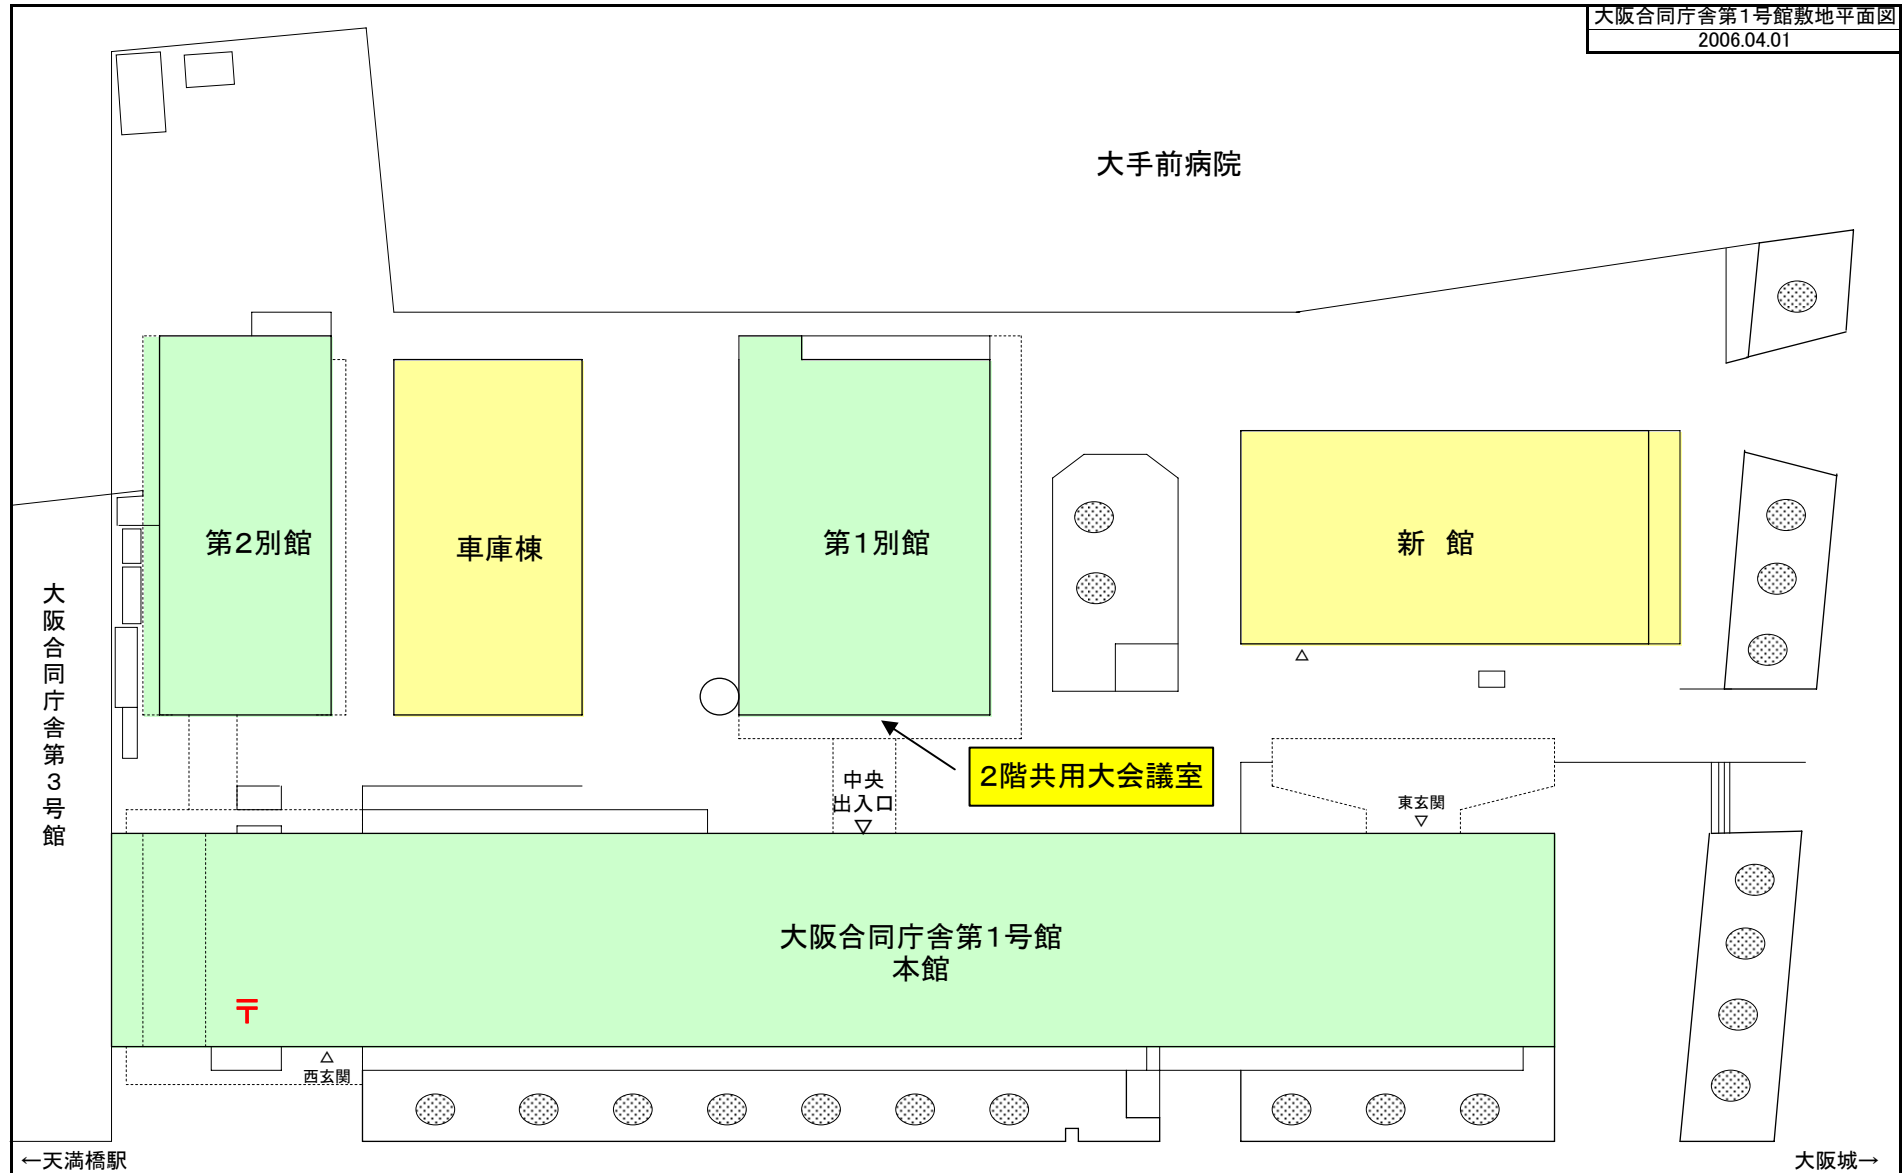 大阪合同庁舎第1号館敷地平面図
2006.04.01
大手前病院
第2別館
車庫棟
第1別館
新 館
大阪合同庁舎第3号館
2階共用大会議室
中央
出入口
▽
東玄関
▽
大阪合同庁舎第1号館
本館
〒
△
西玄関
←天満橋駅
大阪城→